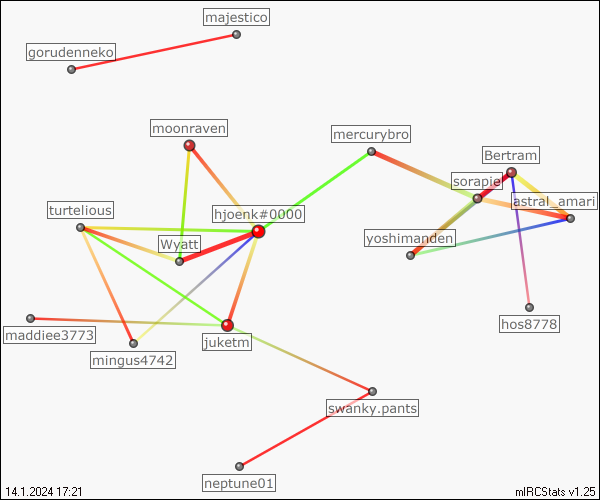 majestico
gorudenneko
moonraven
mercurybro
Bertram
sorapie
astral_amari
turtelious
hjoenk#0000
Wyatt
yoshimanden
maddiee3773
hos8778
juketm
mingus4742
swanky.pants
neptune01
14.1.2024 17:21
mIRCStats v1.25